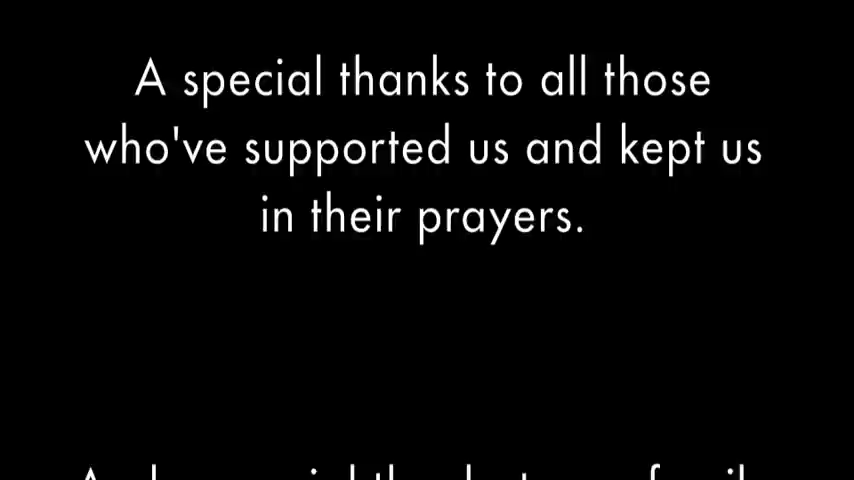 A special thanks to all those
who've supported us and kept us
in their prayers.